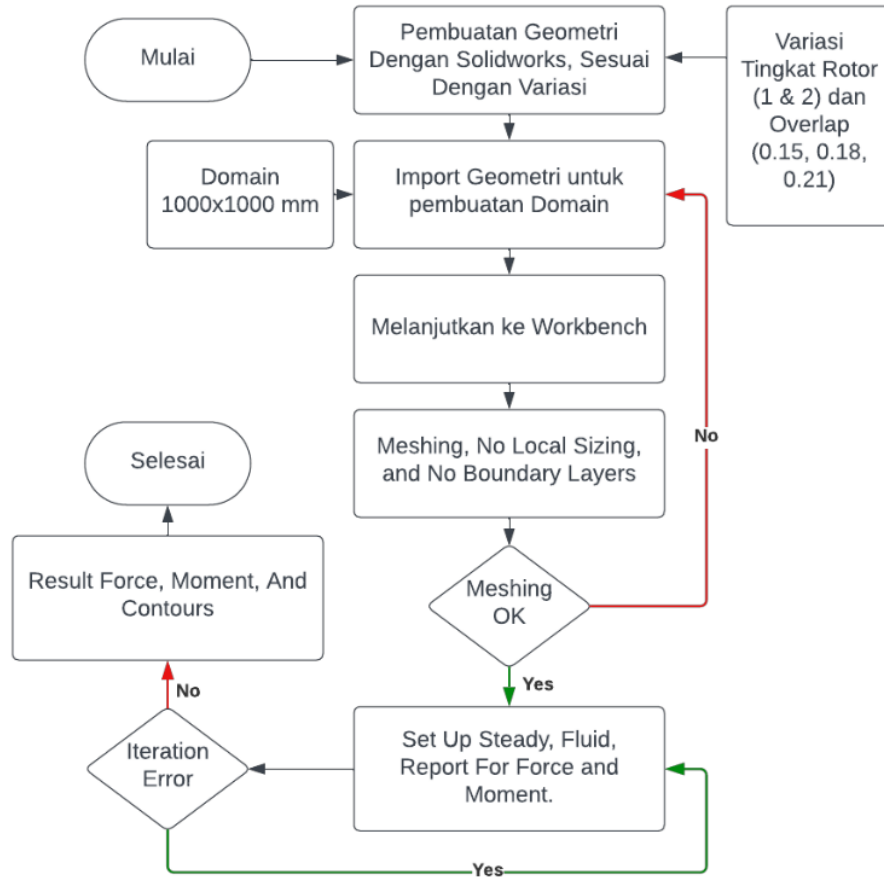 Mulai
Pembuatan Geometri
Dengan Solidworks, Sesuai
Dengan Variasi
Variasi
Tingkat Rotor
(1 & 2) dan
Overlap
(0.15, 0.18,
0.21)
Domain
1000x1000 mm
Import Geometri untuk
pembuatan Domain
Melanjutkan ke Workbench
Meshing, No Local Sizing,
and No Boundary Layers
No
Selesai
Meshing
OK
Result Force, Moment, And
Contours
Yes
No
Set Up Steady, Fluid,
Report For Force and
Moment.
Iteration
Error
Yes